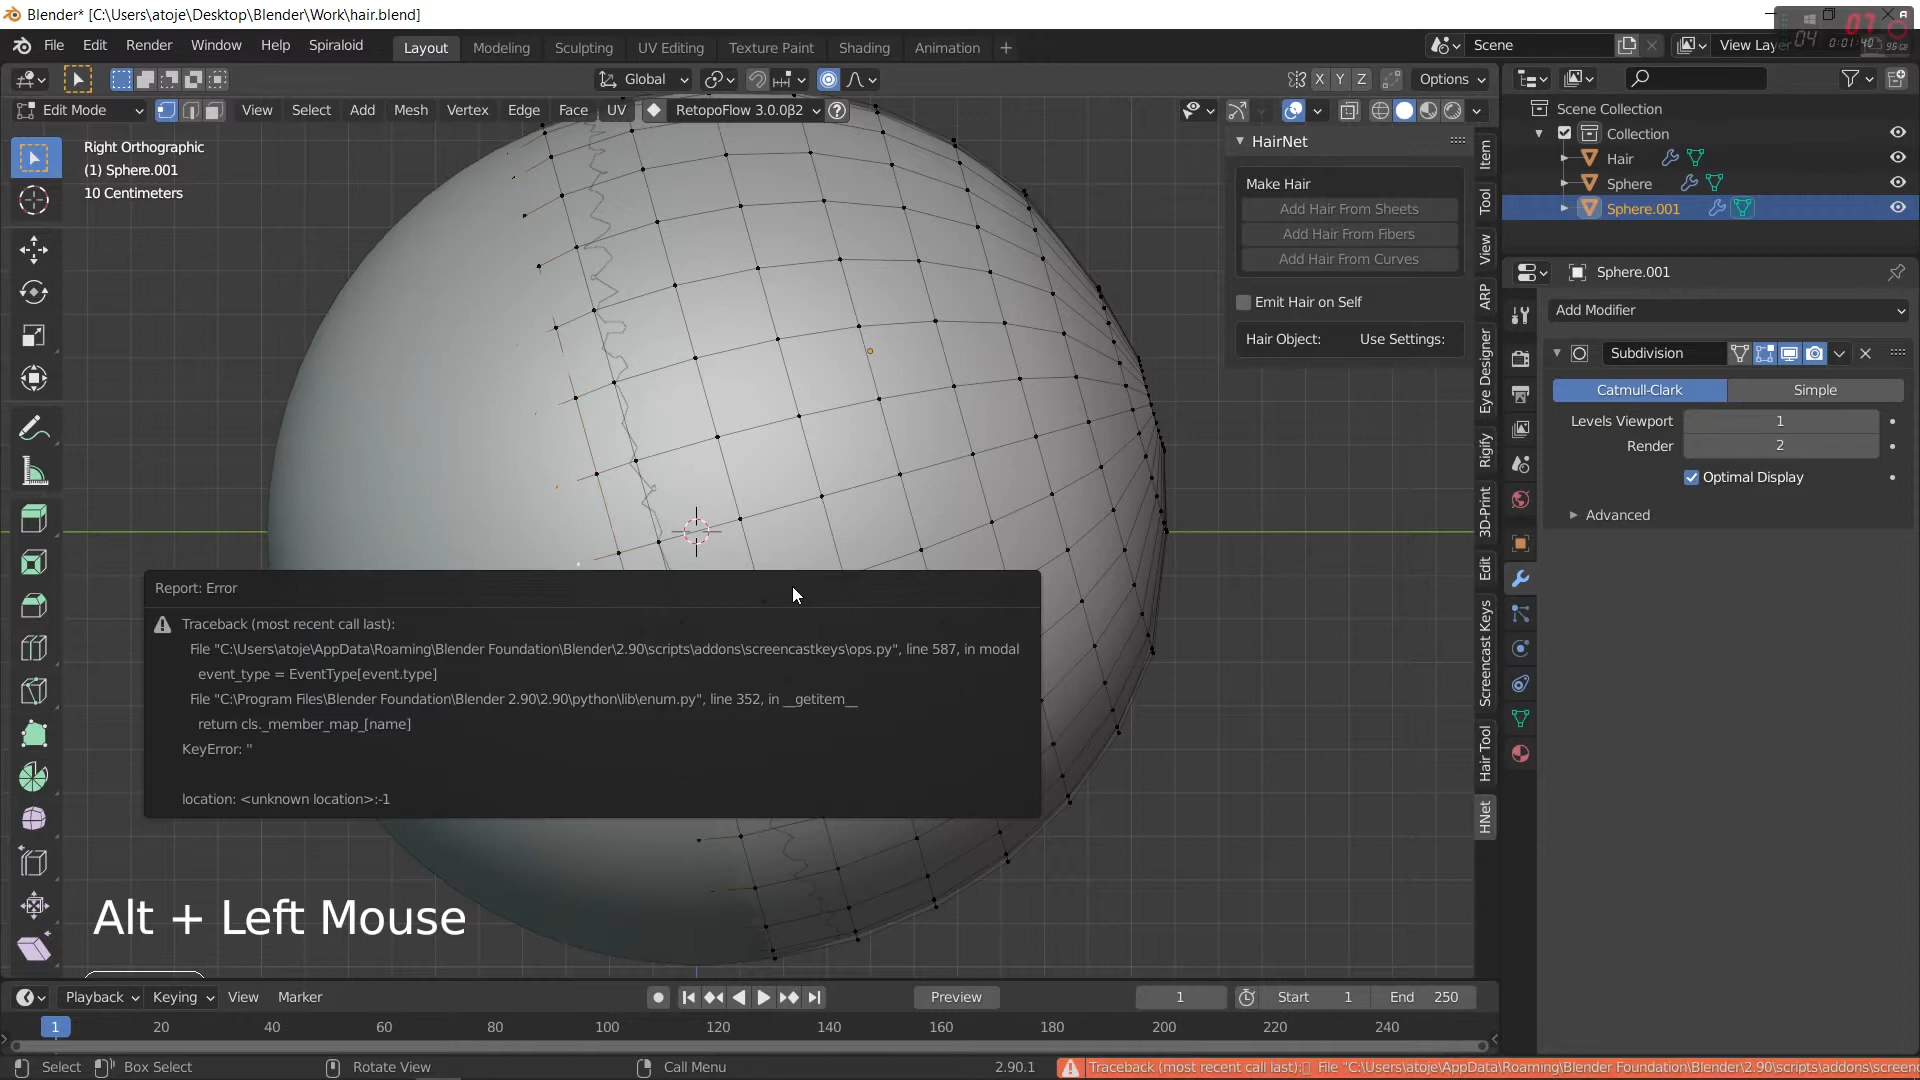 Blender* [C:\Users\atoje\Desktop\Blender\Work\hair.blend]
File Edit Render Window Help Spiraloid Layout Modeling Sculpting UV Editing Texture Paint Shading Animation + Scene View Lay
07
04 0:01:40
Global X Y Z Options
Edit Mode View Select Add Mesh Vertex Edge Face UV RetopoFlow 3.0.0β2
Right Orthographic
(1) Sphere.001
10 Centimeters
HairNet
Make Hair
Add Hair From Sheets
Add Hair From Fibers
Add Hair From Curves
Emit Hair on Self
Hair Object: Use Settings:
Item
Tool
View
ARP
Eye Designer
Rigify
3D-Print
Edit
Screencast Keys
Hair Tool
HNet
Scene Collection
Collection
Hair
Sphere
Sphere.001
Sphere.001
Add Modifier
Subdivision
Catmull-Clark Simple
Levels Viewport 1
Render 2
Optimal Display
Advanced
Report: Error
Traceback (most recent call last):
File "C:\Users\atoje\AppData\Roaming\Blender Foundation\Blender\2.90\scripts\addons\screencastkeys\ops.py", line 587, in modal
event_type = EventType[event.type]
File "C:\Program Files\Blender Foundation\Blender 2.90\2.90\python\lib\enum.py", line 352, in __getitem__
return cls._member_map_[name]
KeyError: ''
location: <unknown location>:-1
Alt + Left Mouse
Playback Keying View Marker Preview 1 Start 1 End 250
1 20 40 60 80 100 120 140 160 180 200 220 240
Select Box Select Rotate View Call Menu 2.90.1 Traceback (most recent call last): File "C:\Users\atoje\AppData\Roaming\Blender Foundation\Blender\2.90\scripts\addons\screen